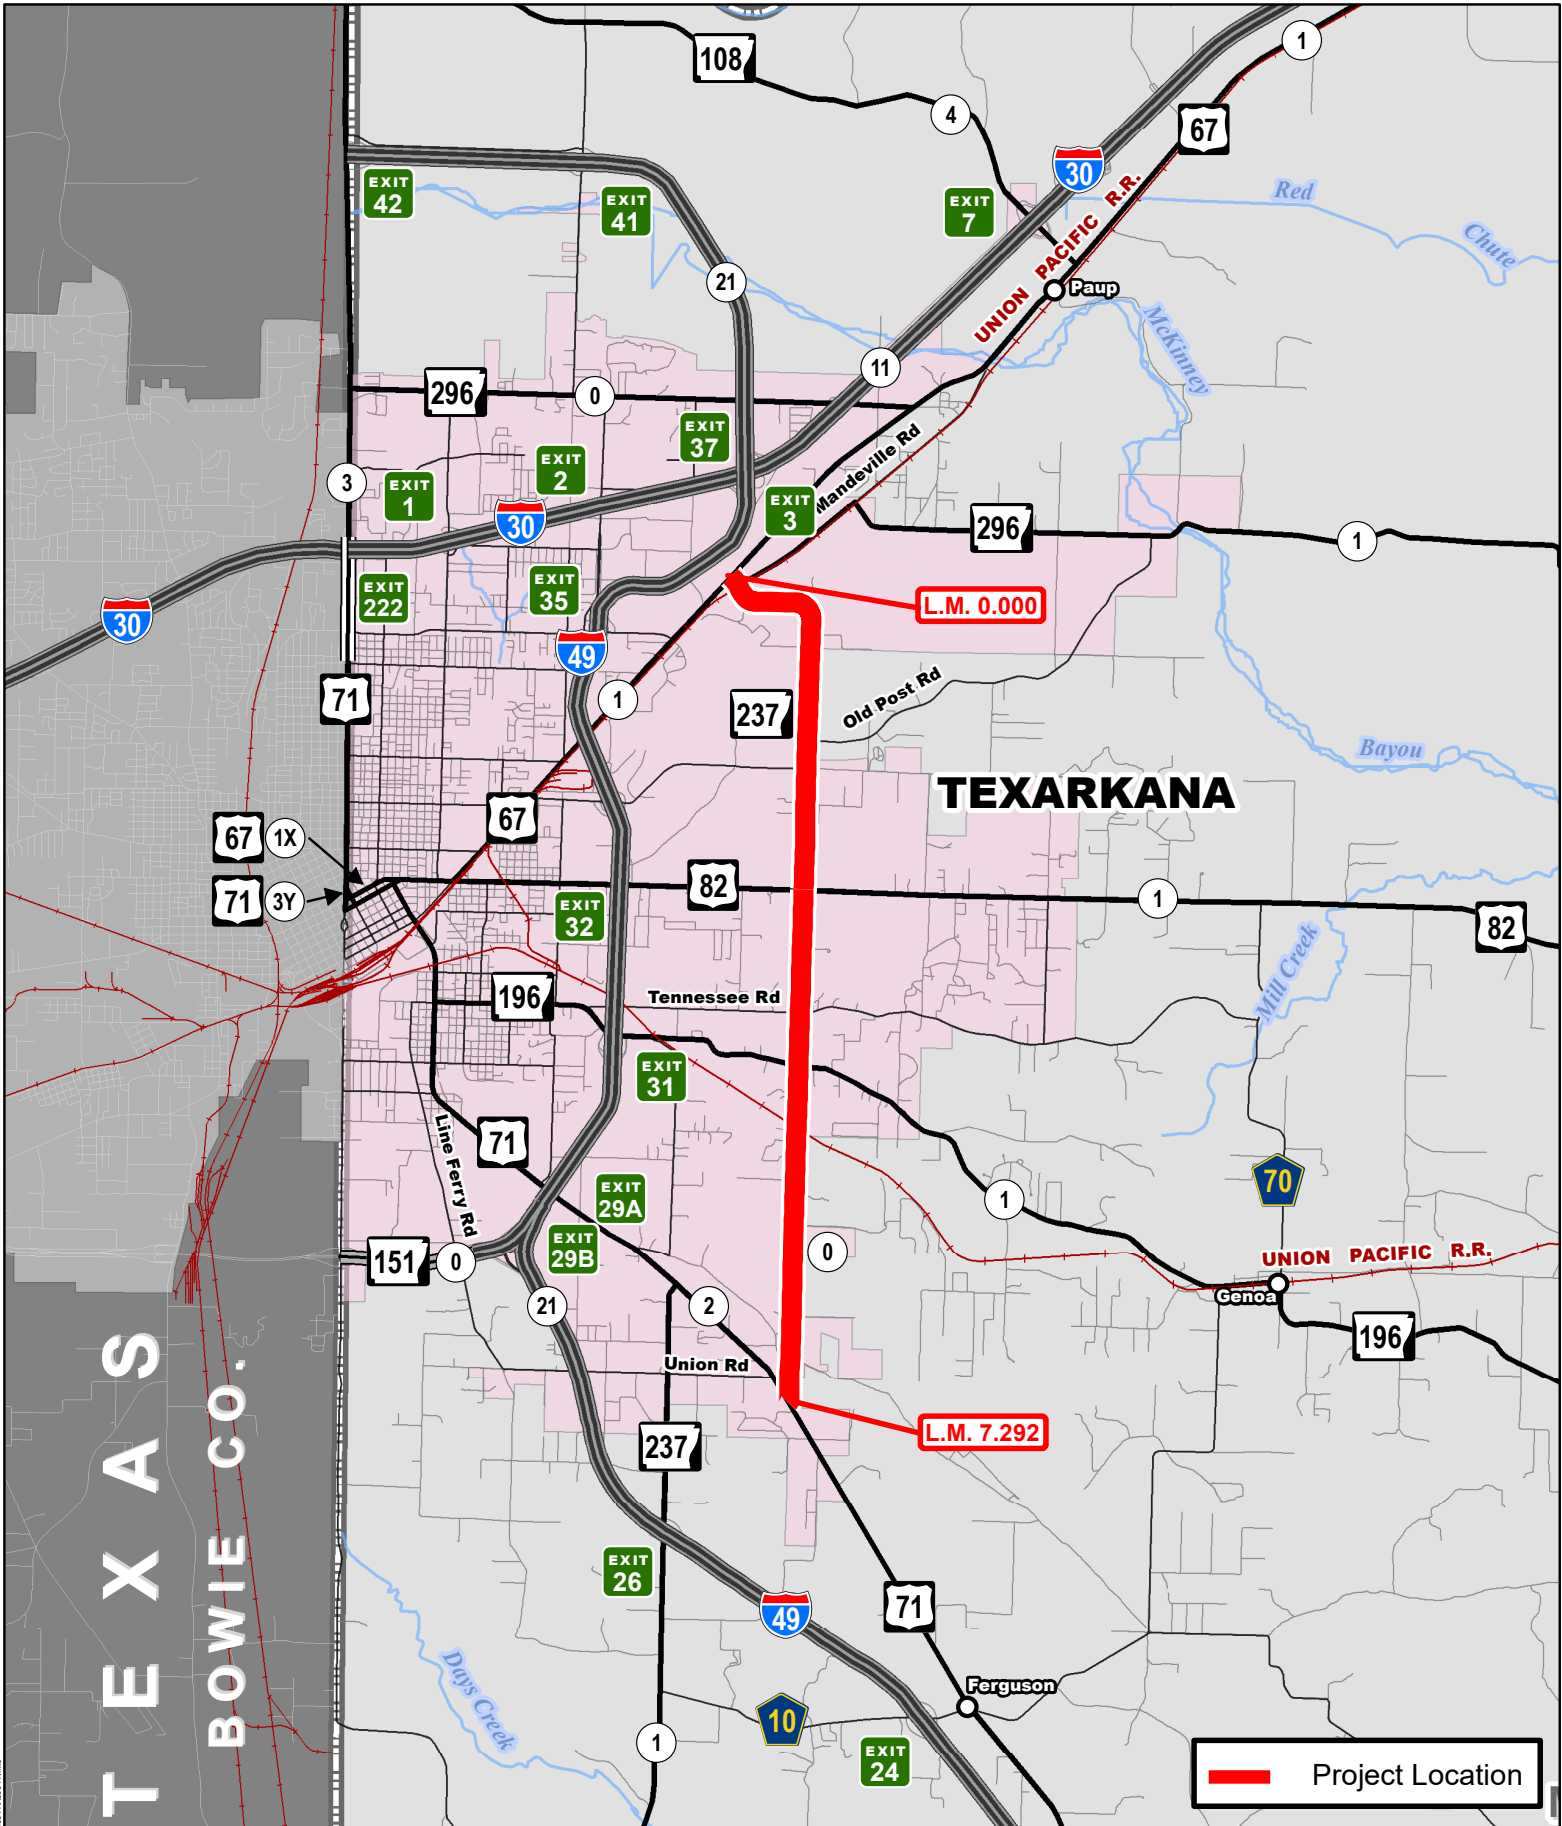 108
1
4
67
30
EXIT
42
EXIT
41
EXIT
7
UNION PACIFIC R.R.
Red
Chute
21
Paup
McKinney
11
296
0
EXIT
37
Mandeville Rd
EXIT
2
3
EXIT
1
EXIT
3
30
296
1
EXIT
222
EXIT
35
L.M. 0.000
30
49
71
1
237
Old Post Rd
Bayou
TEXARKANA
67
67
1X
82
71
3Y
1
EXIT
32
82
Mill Creek
196
Tennessee Rd
EXIT
31
Line Ferry Rd
71
70
EXIT
29A
1
EXIT
29B
0
151
0
UNION PACIFIC R.R.
Genoa
21
2
196
Union Rd
L.M. 7.292
237
EXIT
26
49
71
Days Creek
Ferguson
10
1
EXIT
24
TEXAS
BOWIE CO.
Project Location